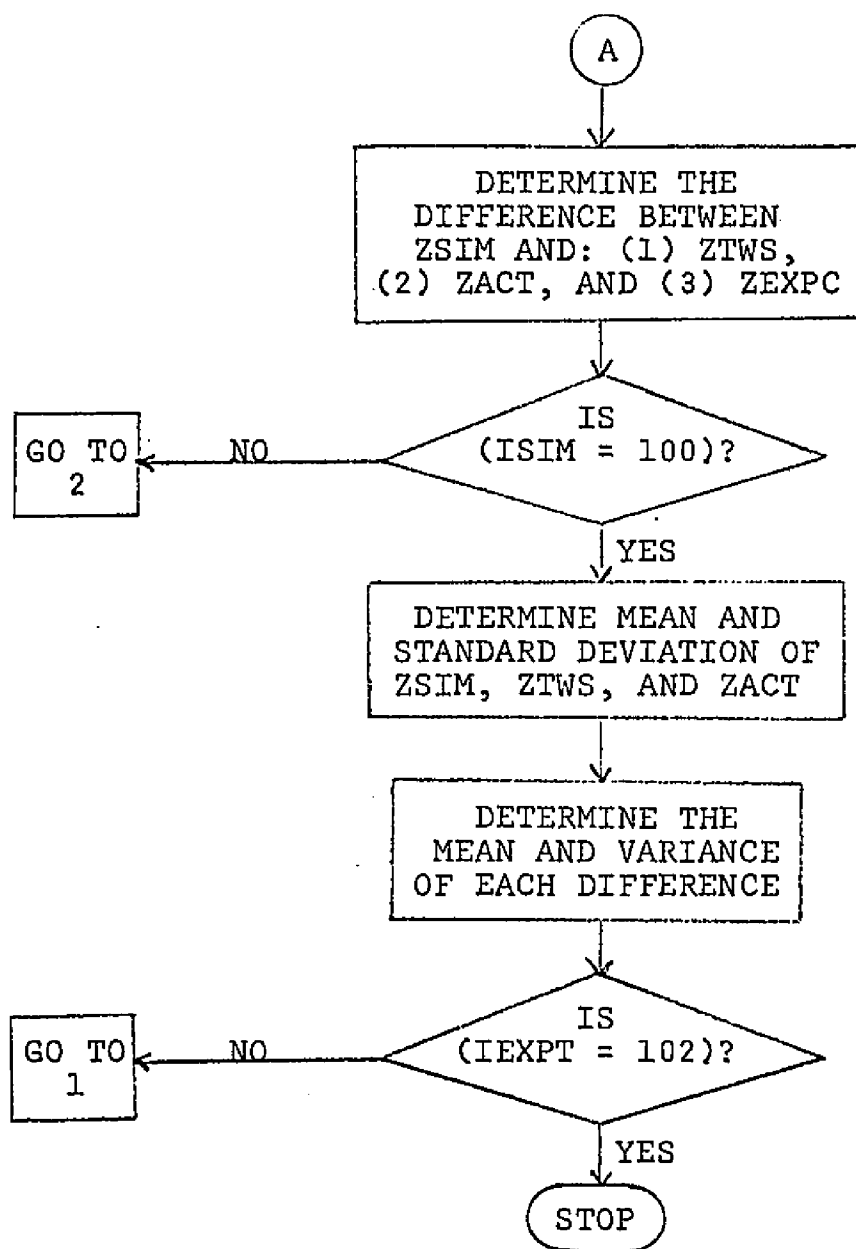 A
DETERMINE THE
DIFFERENCE BETWEEN
ZSIM AND: (1) ZTWS,
(2) ZACT, AND (3) ZEXPC
IS
(ISIM = 100)?
NO
GO TO
2
YES
DETERMINE MEAN AND
STANDARD DEVIATION OF
ZSIM, ZTWS, AND ZACT
DETERMINE THE
MEAN AND VARIANCE
OF EACH DIFFERENCE
IS
(IEXPT = 102)?
NO
GO TO
1
YES
STOP